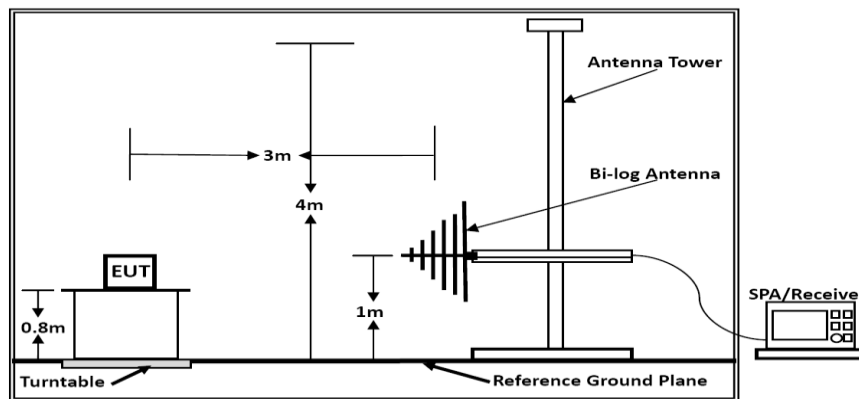 Antenna Tower
3m
Bi-log Antenna
4m
EUT
1m
0.8m
SPA/Receive
Turntable
Reference Ground Plane